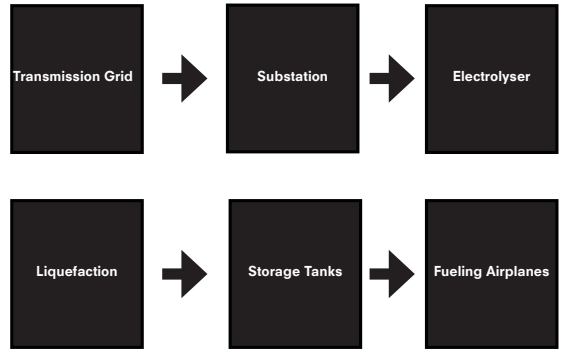 Transmission Grid
Substation
Electrolyser
Liquefaction
Storage Tanks
Fueling Airplanes